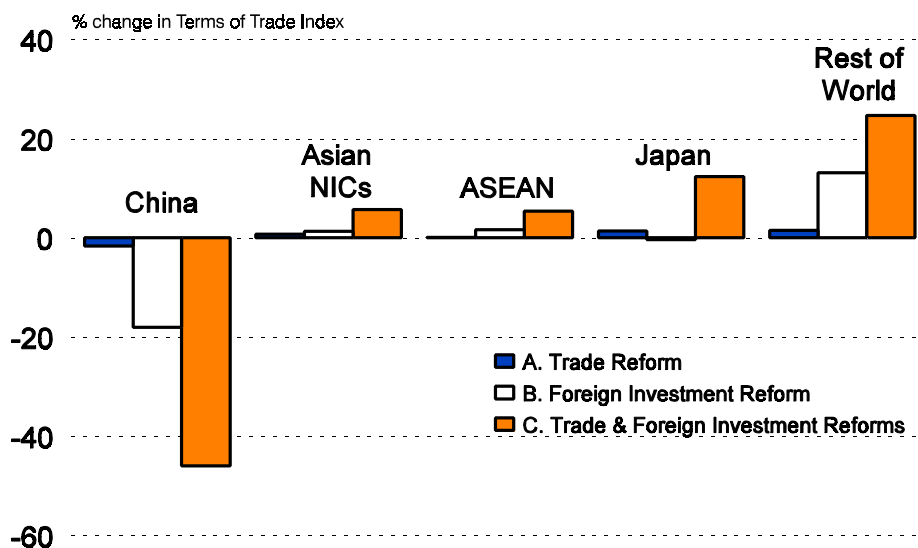 % change in Terms of Trade Index
40
20
0
-20
-40
-60
China
Asian
NICs
ASEAN
Japan
Rest of
World
A. Trade Reform
B. Foreign Investment Reform
C. Trade & Foreign Investment Reforms